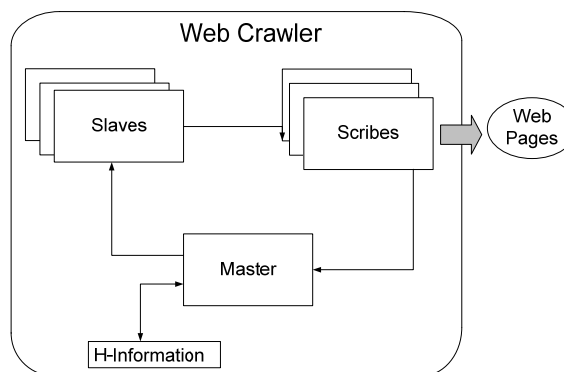 Web Crawler
Slaves
Scribes
Web
Pages
Master
H-Information